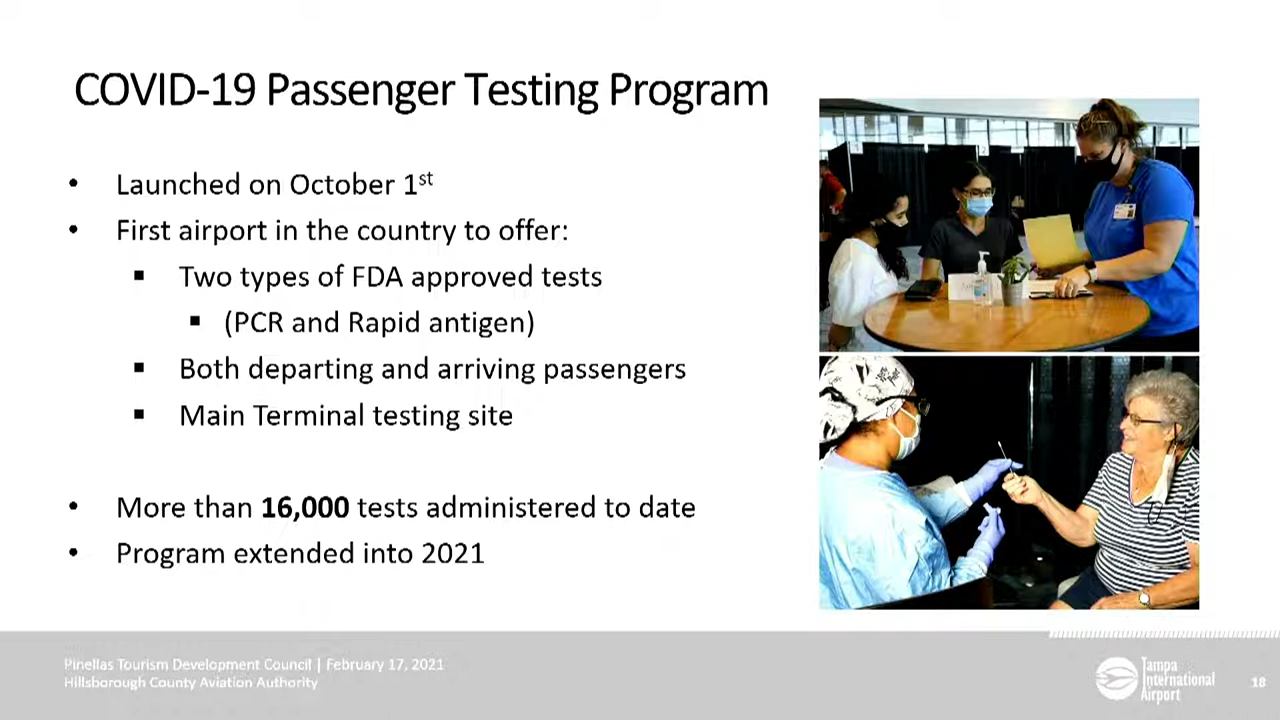 COVID-19 Passenger Testing Program
• Launched on October 1st
• First airport in the country to offer:
▪ Two types of FDA approved tests
▪ (PCR and Rapid antigen)
▪ Both departing and arriving passengers
▪ Main Terminal testing site
• More than 16,000 tests administered to date
• Program extended into 2021
Pinellas Tourism Development Council | February 17, 2021
Hillsborough County Aviation Authority
Tampa
International
Airport
18